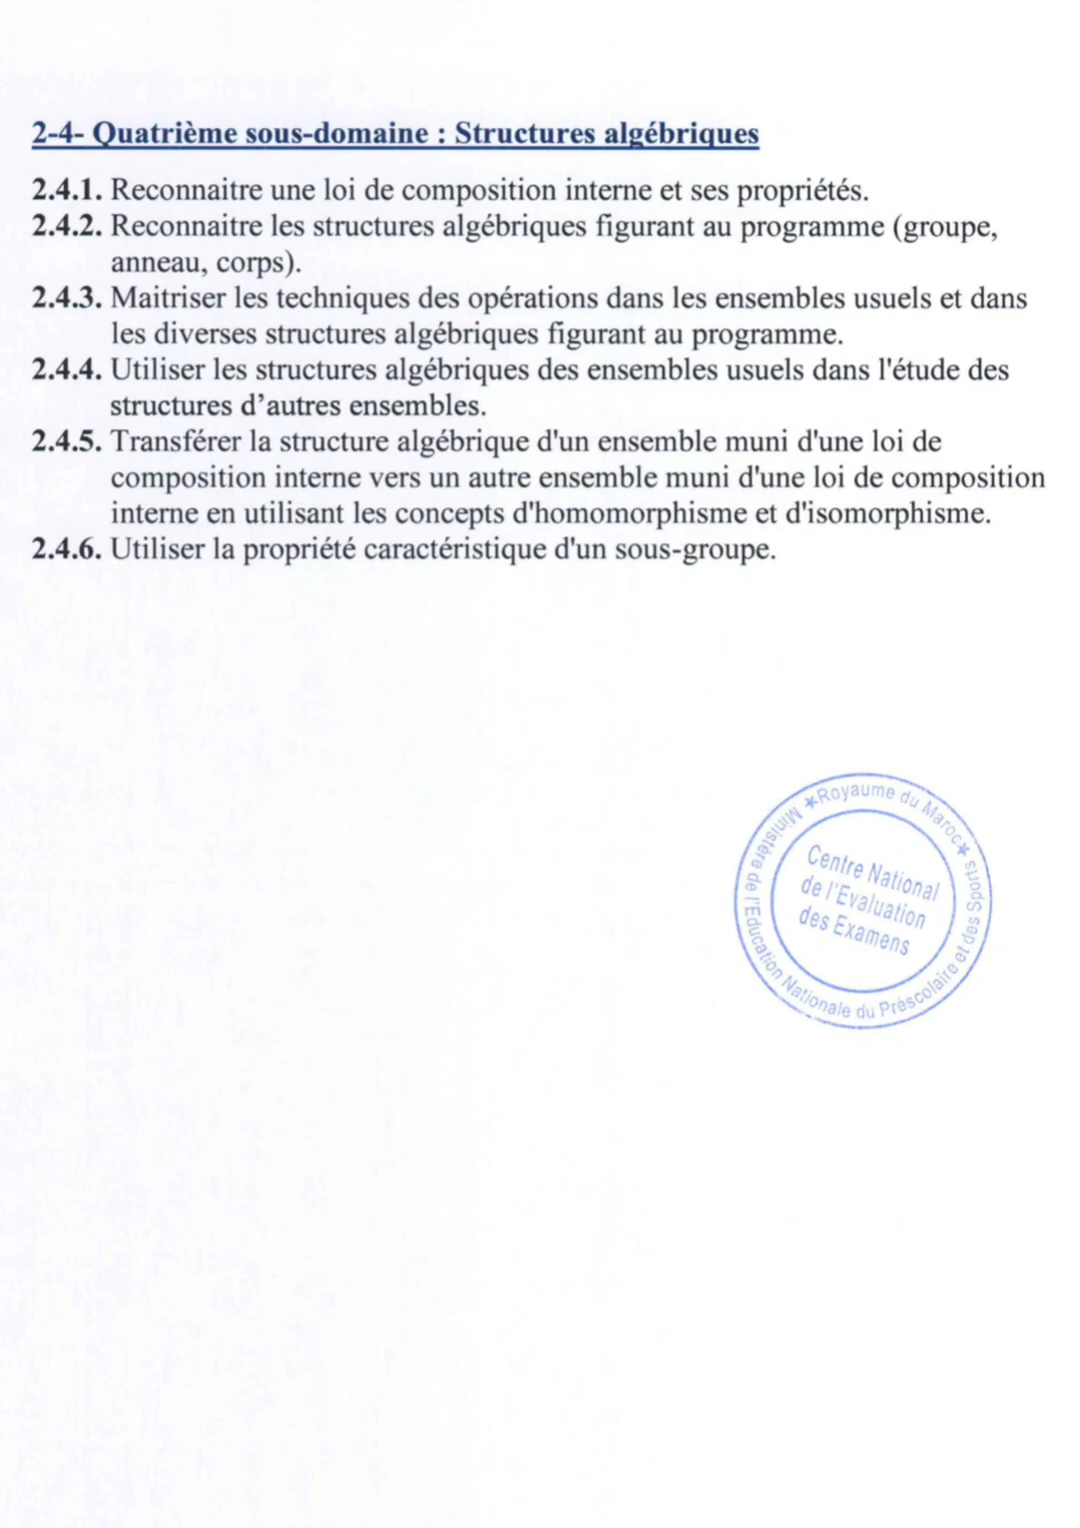 2-4- Quatrième sous-domaine : Structures algébriques
2.4.1. Reconnaitre une loi de composition interne et ses propriétés.
2.4.2. Reconnaitre les structures algébriques figurant au programme (groupe,
anneau, corps).
2.4.3. Maitriser les techniques des opérations dans les ensembles usuels et dans
les diverses structures algébriques figurant au programme.
2.4.4. Utiliser les structures algébriques des ensembles usuels dans l'étude des
structures d’autres ensembles.
2.4.5. Transférer la structure algébrique d'un ensemble muni d'une loi de
composition interne vers un autre ensemble muni d'une loi de composition
interne en utilisant les concepts d'homomorphisme et d'isomorphisme.
2.4.6. Utiliser la propriété caractéristique d'un sous-groupe.
★Royaume du Maroc★
Ministère de l'Education Nationale du Préscolaire et des Sports
Centre National
de l'Evaluation
des Examens